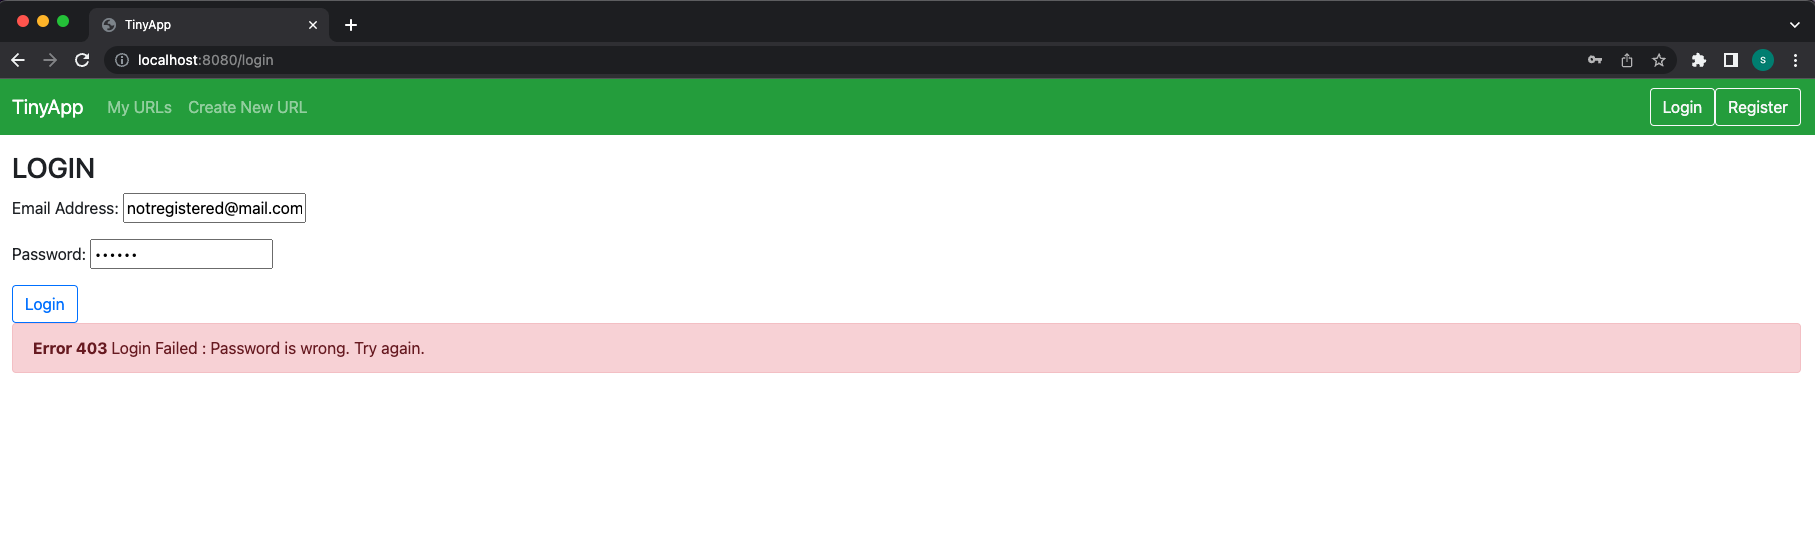 TinyApp
localhost:8080/login
S
TinyApp My URLs Create New URL Login Register
LOGIN
Email Address: notregistered@mail.com
Password: ••••••
Login
Error 403 Login Failed : Password is wrong. Try again.